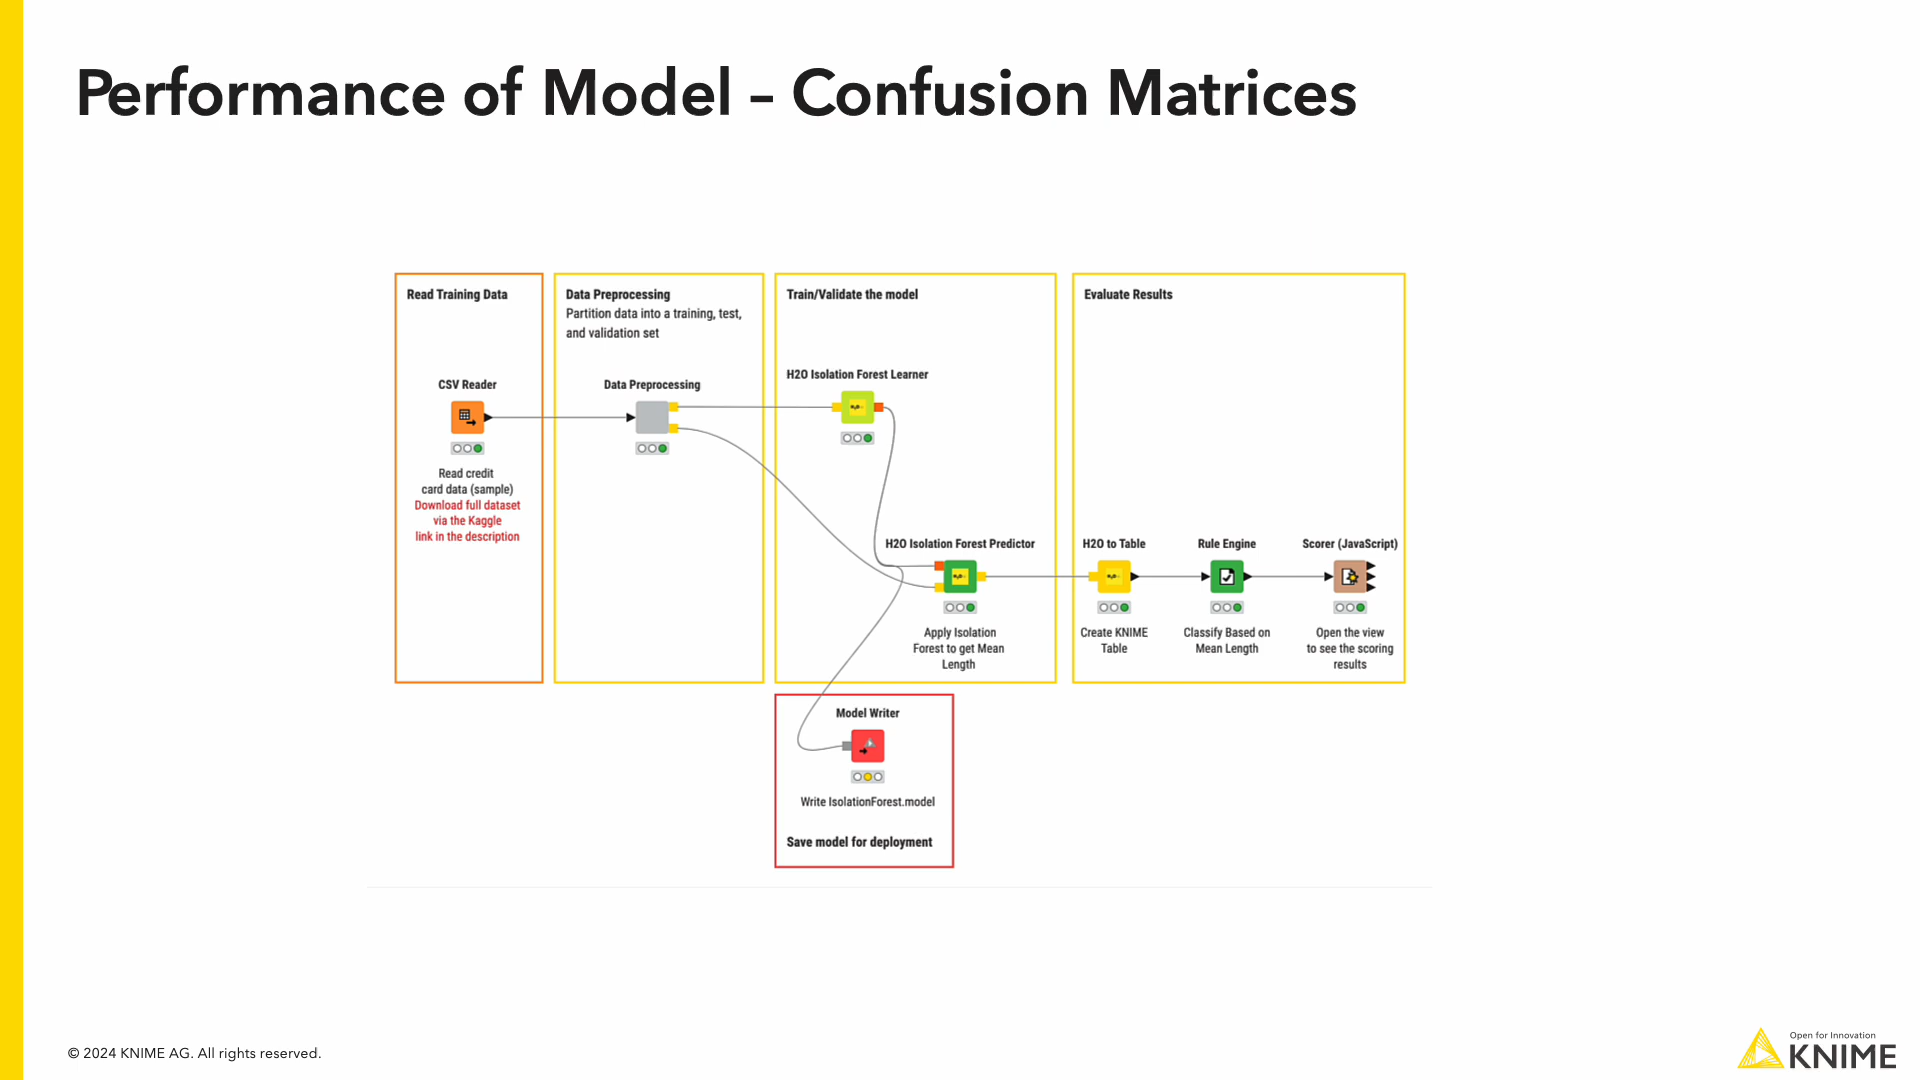 Performance of Model – Confusion Matrices
Read Training Data
CSV Reader
Read credit
card data (sample)
Download full dataset
via the Kaggle
link in the description
Data Preprocessing
Partition data into a training, test,
and validation set
Data Preprocessing
Train/Validate the model
H2O Isolation Forest Learner
H2O Isolation Forest Predictor
Apply Isolation
Forest to get Mean
Length
Evaluate Results
H2O to Table
Create KNIME
Table
Rule Engine
Classify Based on
Mean Length
Scorer (JavaScript)
Open the view
to see the scoring
results
Model Writer
Write IsolationForest.model
Save model for deployment
© 2024 KNIME AG. All rights reserved.
Open for Innovation
KNIME